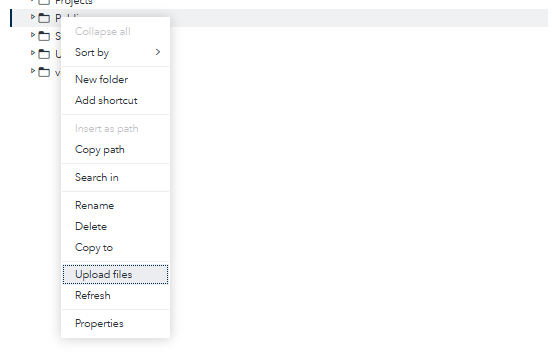 Projects
Collapse all
Sort by
New folder
Add shortcut
Insert as path
Copy path
Search in
Rename
Delete
Copy to
Upload files
Refresh
Properties